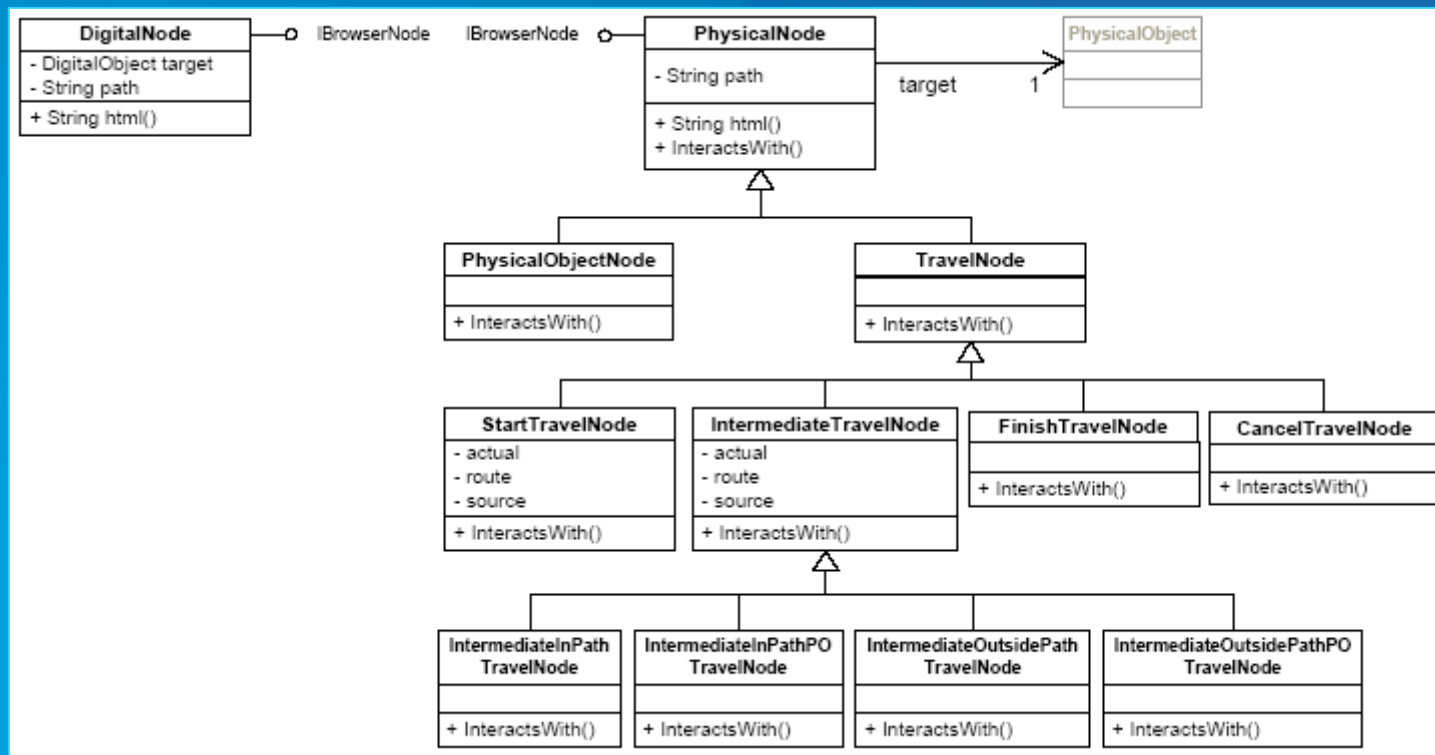 DigitalNode
- DigitalObject target
- String path
+ String html()
IBrowserNode
IBrowserNode
PhysicalNode
- String path
+ String html()
+ InteractsWith()
target
1
PhysicalObject
PhysicalObjectNode
+ InteractsWith()
TravelNode
+ InteractsWith()
StartTravelNode
- actual
- route
- source
+ InteractsWith()
IntermediateTravelNode
- actual
- route
- source
+ InteractsWith()
FinishTravelNode
+ InteractsWith()
CancelTravelNode
+ InteractsWith()
IntermediateInPath
TravelNode
+ InteractsWith()
IntermediateInPathPO
TravelNode
+ InteractsWith()
IntermediateOutsidePath
TravelNode
+ InteractsWith()
IntermediateOutsidePathPO
TravelNode
+ InteractsWith()